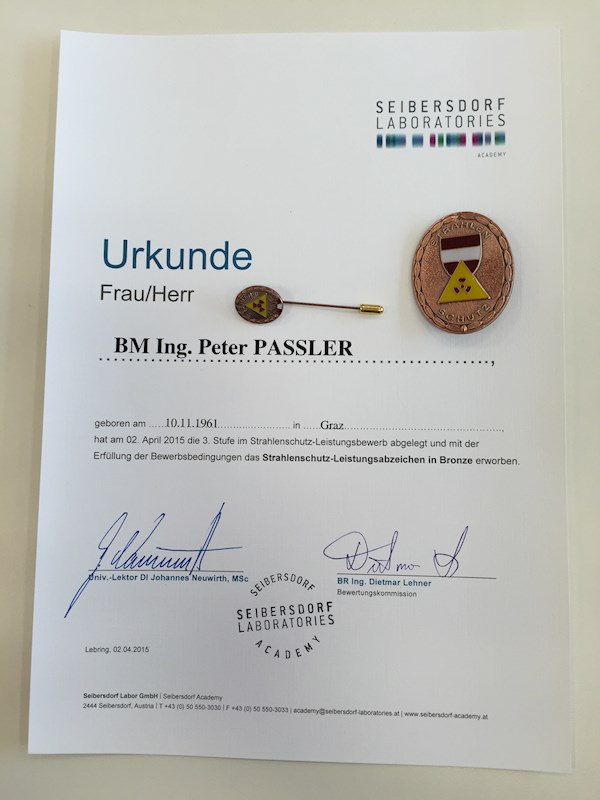 SEIBERSDORF
LABORATORIES
ACADEMY
STRAHLEN
SCHUTZ
Urkunde
Frau/Herr
BM Ing. Peter PASSLER,
geboren am 10.11.1961 in Graz,
hat am 02. April 2015 die 3. Stufe im Strahlenschutz-Leistungsbewerb abgelegt und mit der
Erfüllung der Bewerbsbedingungen das Strahlenschutz-Leistungsabzeichen in Bronze erworben.
Univ.-Lektor DI Johannes Neuwirth, MSc
BR Ing. Dietmar Lehner
Bewertungskommission
SEIBERSDORF
SEIBERSDORF
LABORATORIES
ACADEMY
Lebring, 02.04.2015
Seibersdorf Labor GmbH | Seibersdorf Academy
2444 Seibersdorf, Austria | T +43 (0) 50 550-3030 | F +43 (0) 50 550-3033 | academy@seibersdorf-laboratories.at | www.seibersdorf-academy.at